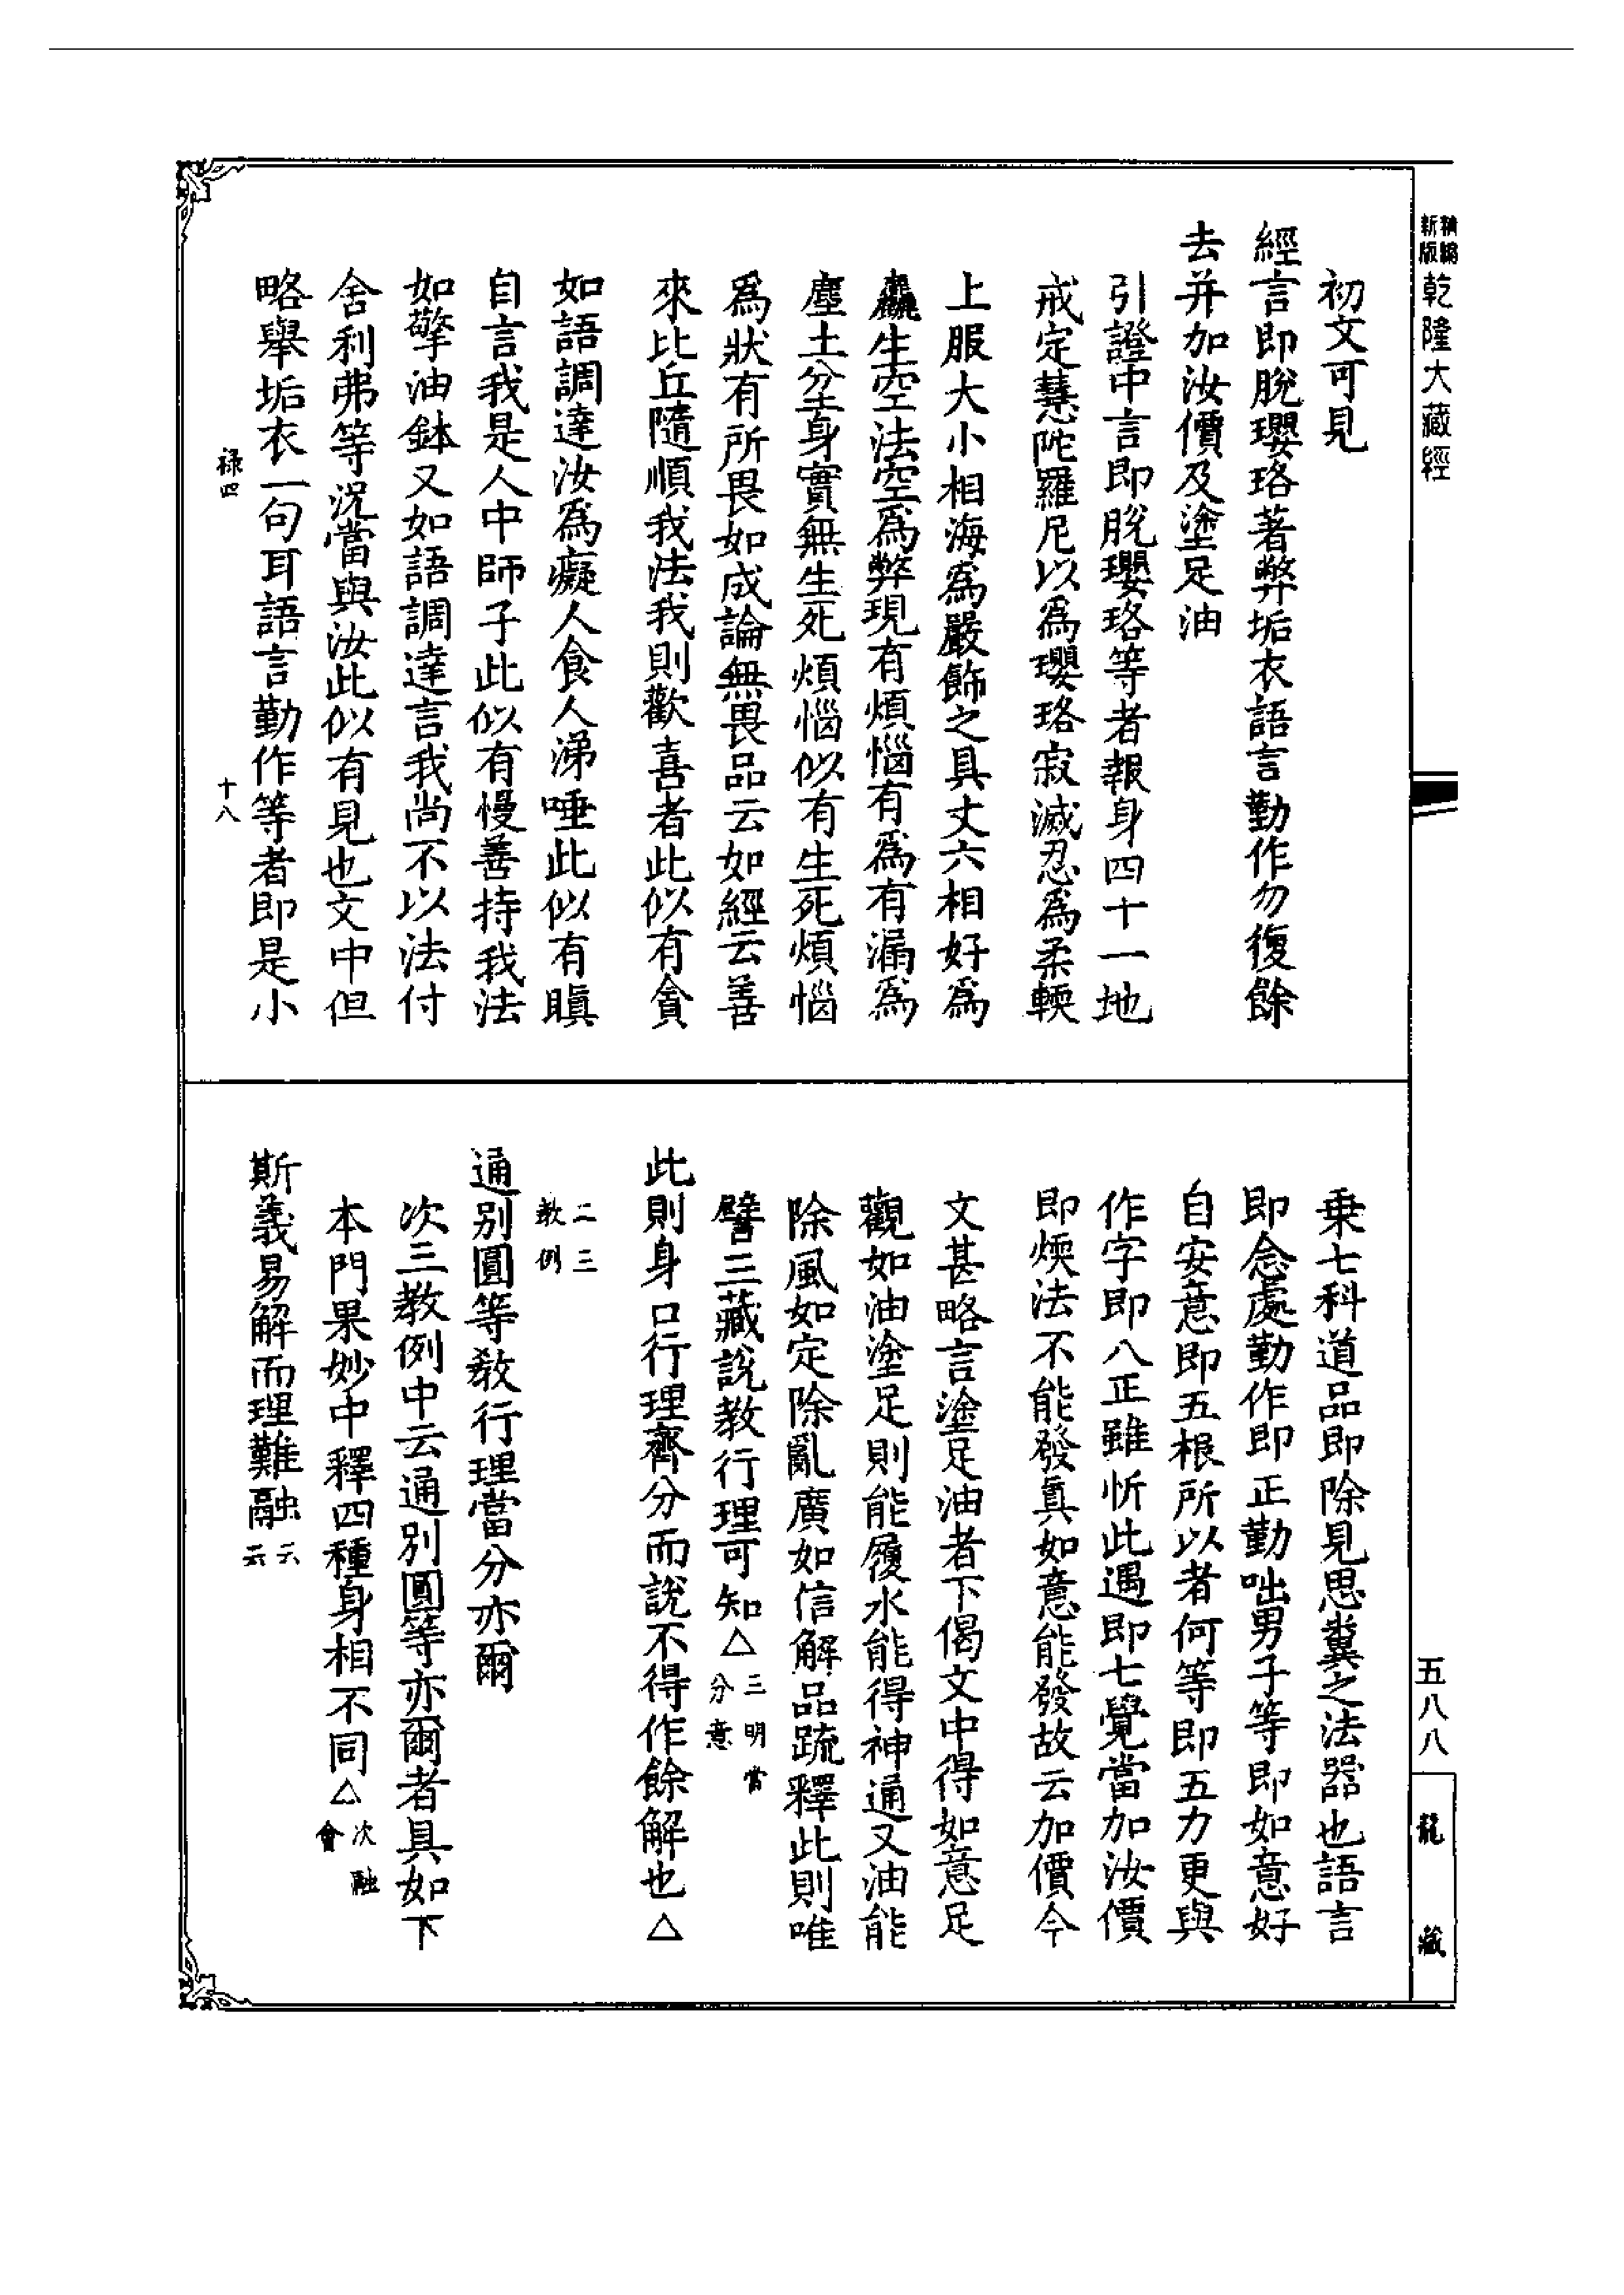 新版
精縮
乾隆大藏經
初文可見
經言即脫瓔珞著弊垢衣語言勤作勿復餘
去并加汝價及塗足油
引證中言即脫瓔珞等者報身四十一地
戒定慧陀羅尼以為瓔珞寂滅忍為柔輭
上服大小相海為嚴飾之具丈六相好為
麤生空法空為弊現有煩惱有為有漏為
塵土坌身實無生死煩惱似有生死煩惱
為狀有所畏如成論無畏品云如經云善
來比丘隨順我法我則歡喜者此似有貪
如語調達汝為癡人食人涕唾此似有瞋
自言我是人中師子此似有慢善持我法
如擎油鉢又如語調達言我尚不以法付
舍利弗等況當與汝此似有見也文中但
略舉垢衣一句耳語言勤作等者即是小
祿四
十八
乘七科道品即除見思糞之法器也語言
即念處勤作即正勤咄男子等即如意好
自安意即五根所以者何等即五力更與
作字即八正雖忻此遇即七覺當加汝價
即煗法不能發真如意能發故云加價今
文甚略言塗足油者下偈文中得如意足
觀如油塗足則能履水能得神通又油能
除風如定除亂廣如信解品疏釋此則唯
譬三藏說教行理可知△三明當分意
此則身口行理齊分而說不得作餘解也△
二三教例
通別圓等敎行理當分亦爾
次三教例中云通別圓等亦爾者具如下
本門果妙中釋四種身相不同△次融會
斯義易解而理難融云云
五八八
龍藏